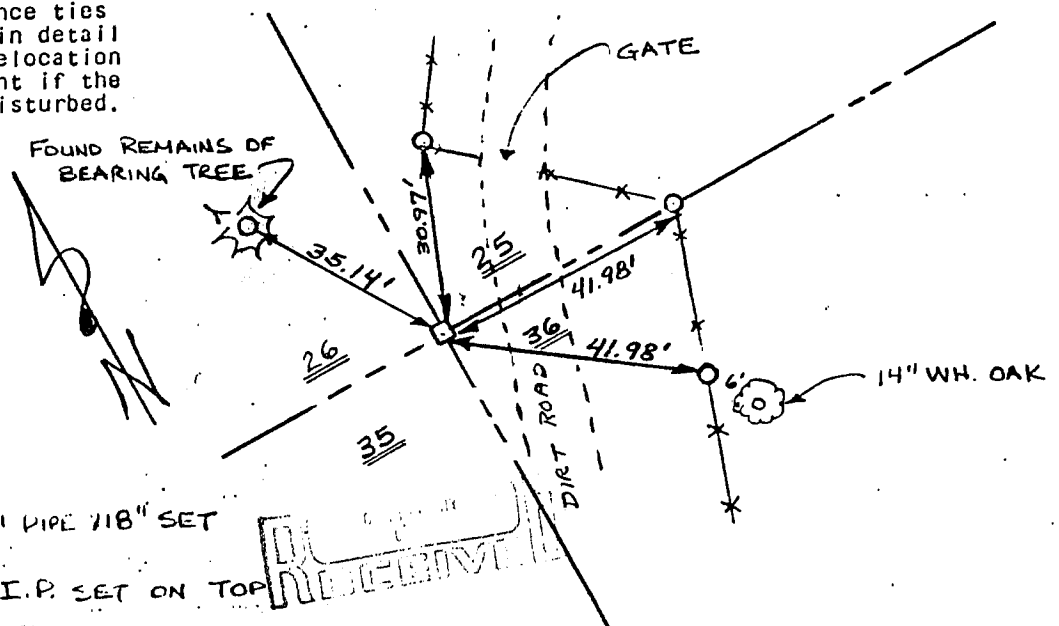 nce ties
in detail
elocation
nt if the
isturbed.
GATE
FOUND REMAINS OF
BEARING TREE
30.97'
35.14'
25
41.98'
26
36
41.98'
6'
14" WH. OAK
35
DIRT ROAD
N
PIPE
18" SET
I.P. SET ON TOP
RECEIVED